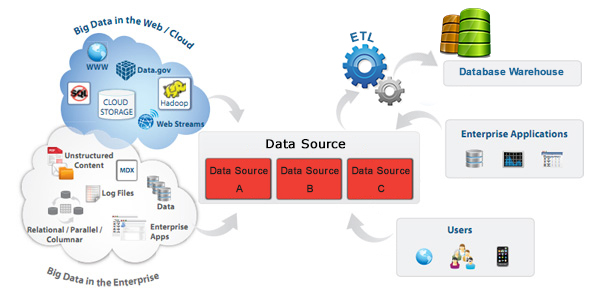 Big Data in the Web / Cloud
WWW
Data.gov
SQL
CLOUD
STORAGE
Hadoop
Web Streams
Unstructured
Content
PDF
MDX
Log Files
Data
Relational / Parallel /
Columnar
Enterprise
Apps
Big Data in the Enterprise
Data Source
Data Source
A
Data Source
B
Data Source
C
ETL
Database Warehouse
Enterprise Applications
Users